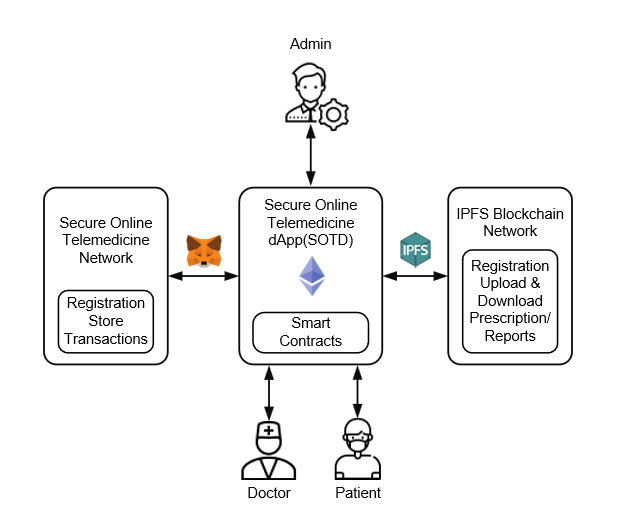 Admin
Secure Online
Telemedicine
Network
Registration
Store
Transactions
Secure Online
Telemedicine
dApp(SOTD)
Smart
Contracts
IPFS
IPFS Blockchain
Network
Registration
Upload &
Download
Prescription/
Reports
Doctor
Patient